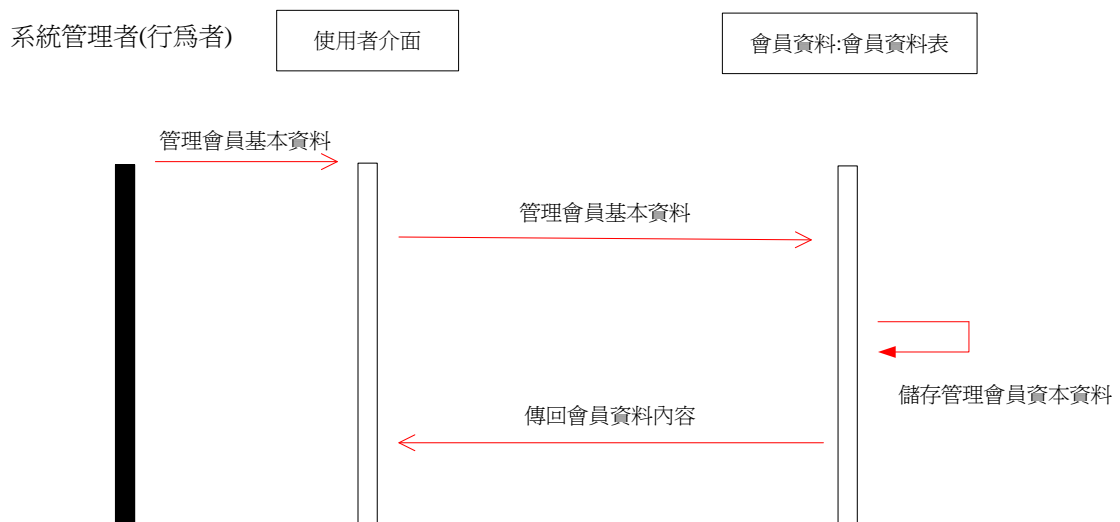 系統管理者(行爲者)
使用者介面
會員資料:會員資料表
管理會員基本資料
管理會員基本資料
儲存管理會員資本資料
傳回會員資料內容